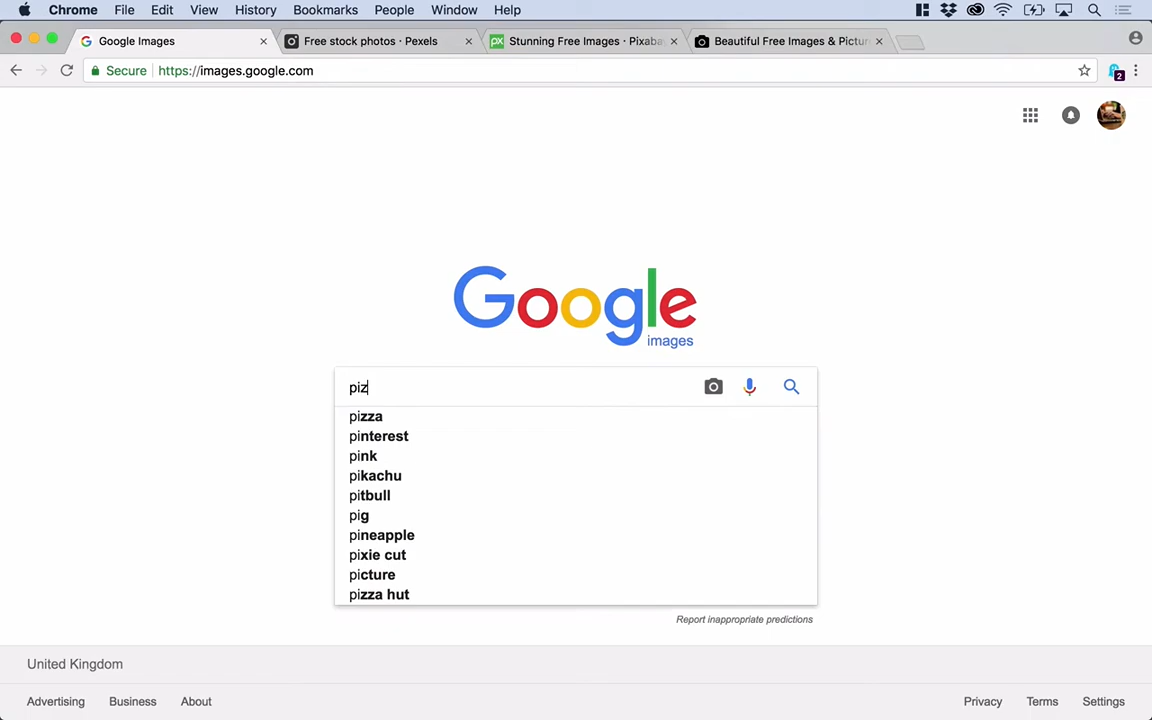 Chrome File Edit View History Bookmarks People Window Help
Google Images Free stock photos · Pexels Stunning Free Images · Pixaba Beautiful Free Images & Pictur
Secure https://images.google.com
2
Google
images
piz
pizza
pinterest
pink
pikachu
pitbull
pig
pineapple
pixie cut
picture
pizza hut
Report inappropriate predictions
United Kingdom
Advertising Business About Privacy Terms Settings